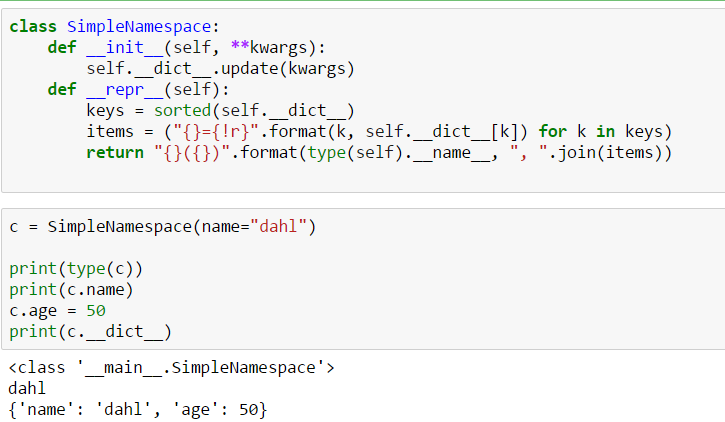 class SimpleNamespace:
    def __init__(self, **kwargs):
        self.__dict__.update(kwargs)
    def __repr__(self):
        keys = sorted(self.__dict__)
        items = ("{}={!r}".format(k, self.__dict__[k]) for k in keys)
        return "{}({})".format(type(self).__name__, ", ".join(items))
c = SimpleNamespace(name="dahl")
print(type(c))
print(c.name)
c.age = 50
print(c.__dict__)
<class '__main__.SimpleNamespace'>
dahl
{'name': 'dahl', 'age': 50}